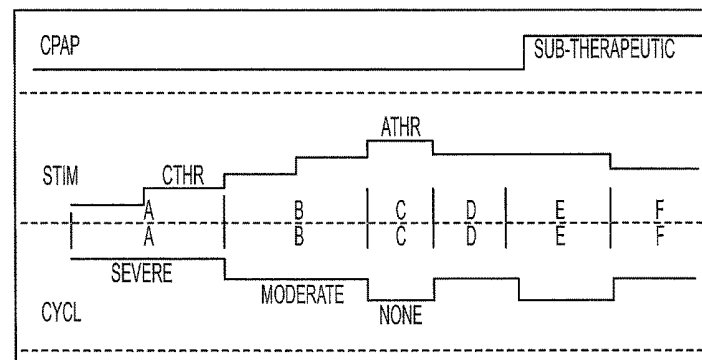 CPAP
SUB-THERAPEUTIC
ATHR
STIM
CTHR
A B C D E F
A B C D E F
SEVERE
MODERATE
NONE
CYCL